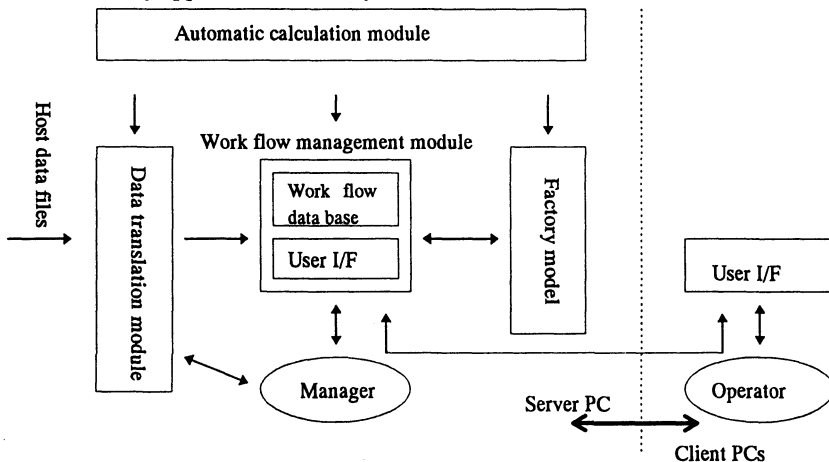 Automatic calculation module
Host data files
Work flow management module
Data translation module
Work flow
data base
User I/F
Factory model
User I/F
Manager
Operator
Server PC
Client PCs